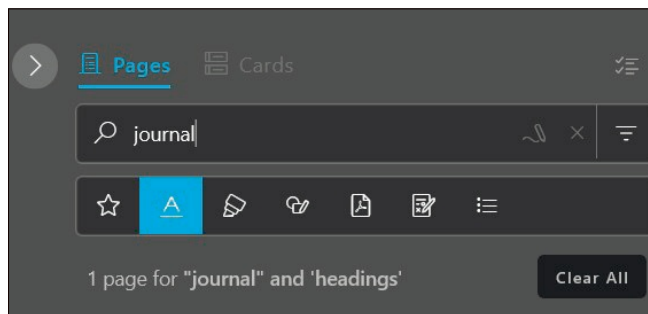 Pages Cards
journal
A
1 page for "journal" and 'headings'
Clear All